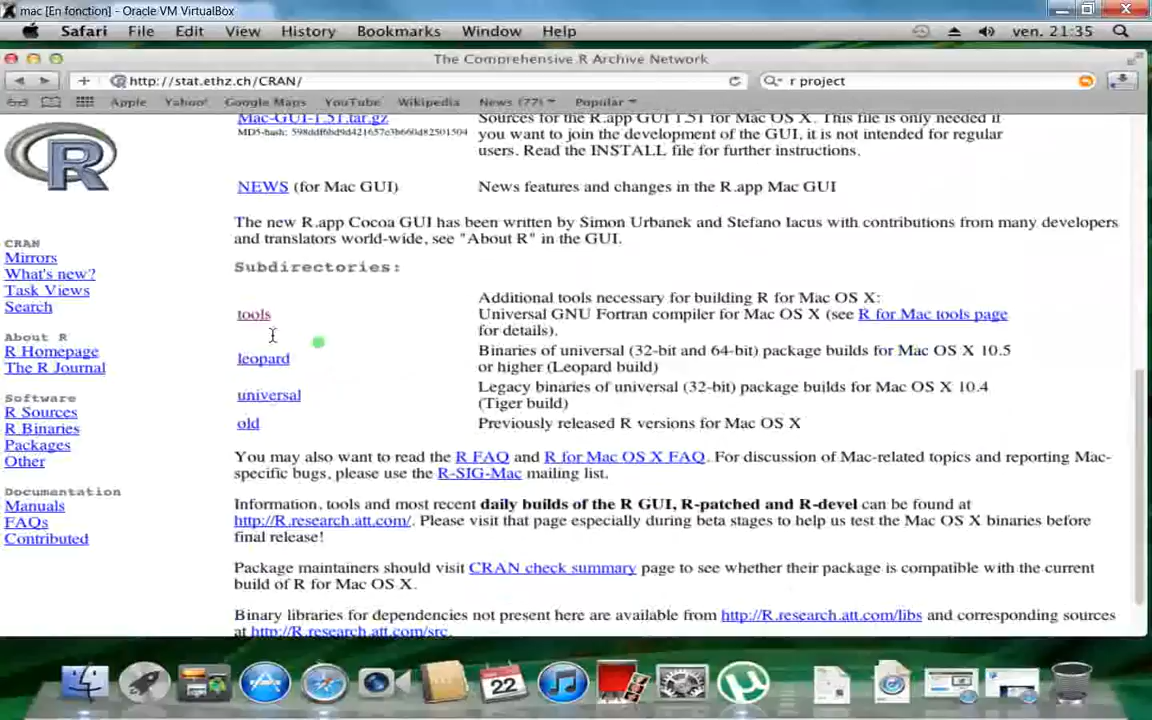 mac [En fonction] - Oracle VM VirtualBox
Safari File Edit View History Bookmarks Window Help ven. 21:35
The Comprehensive R Archive Network
http://stat.ethz.ch/CRAN/ r project
Apple Yahoo! Google Maps YouTube Wikipedia News (77) Popular
R
CRAN
Mirrors
What's new?
Task Views
Search
About R
R Homepage
The R Journal
Software
R Sources
R Binaries
Packages
Other
Documentation
Manuals
FAQs
Contributed
Mac-GUI-1.51.tar.gz Sources for the R.app GUI 1.51 for Mac OS X. This file is only needed if
you want to join the development of the GUI, it is not intended for regular
users. Read the INSTALL file for further instructions.
NEWS (for Mac GUI) News features and changes in the R.app Mac GUI
The new R.app Cocoa GUI has been written by Simon Urbanek and Stefano Iacus with contributions from many developers
and translators world-wide, see "About R" in the GUI.
Subdirectories:
tools Additional tools necessary for building R for Mac OS X:
Universal GNU Fortran compiler for Mac OS X (see R for Mac tools page
for details).
leopard Binaries of universal (32-bit and 64-bit) package builds for Mac OS X 10.5
or higher (Leopard build)
universal Legacy binaries of universal (32-bit) package builds for Mac OS X 10.4
(Tiger build)
old Previously released R versions for Mac OS X
You may also want to read the R FAQ and R for Mac OS X FAQ. For discussion of Mac-related topics and reporting Mac-
specific bugs, please use the R-SIG-Mac mailing list.
Information, tools and most recent daily builds of the R GUI, R-patched and R-devel can be found at
http://R.research.att.com/. Please visit that page especially during beta stages to help us test the Mac OS X binaries before
final release!
Package maintainers should visit CRAN check summary page to see whether their package is compatible with the current
build of R for Mac OS X.
Binary libraries for dependencies not present here are available from http://R.research.att.com/libs and corresponding sources
at http://R.research.att.com/src.
22